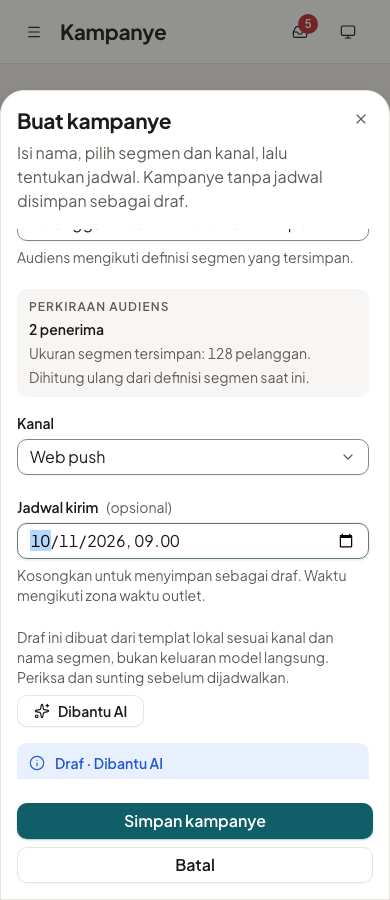 Kampanye
5
Buat kampanye
Isi nama, pilih segmen dan kanal, lalu
tentukan jadwal. Kampanye tanpa jadwal
disimpan sebagai draf.
Audiens mengikuti definisi segmen yang tersimpan.
PERKIRAAN AUDIENS
2 penerima
Ukuran segmen tersimpan: 128 pelanggan.
Dihitung ulang dari definisi segmen saat ini.
Kanal
Web push
Jadwal kirim (opsional)
10/11/2026, 09.00
Kosongkan untuk menyimpan sebagai draf. Waktu
mengikuti zona waktu outlet.
Draf ini dibuat dari templat lokal sesuai kanal dan
nama segmen, bukan keluaran model langsung.
Periksa dan sunting sebelum dijadwalkan.
Dibantu AI
Draf · Dibantu AI
Simpan kampanye
Batal